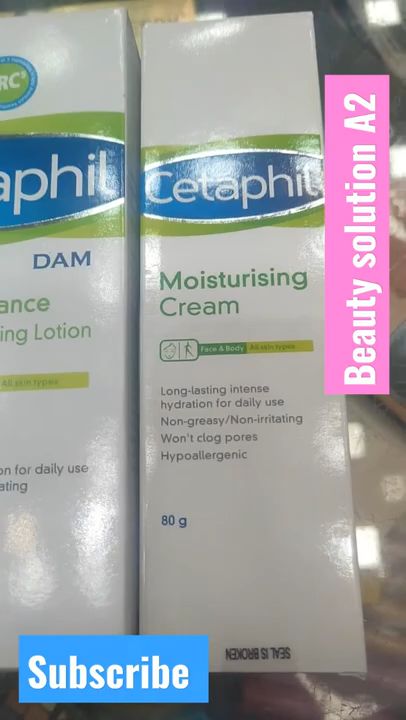 RC
aphil
DAM
ance
ing Lotion
All skin types
on for daily use
ating
Cetaphil
Moisturising
Cream
Face & Body All skin types
Long-lasting intense
hydration for daily use
Non-greasy/Non-irritating
Won't clog pores
Hypoallergenic
80 g
SEAL IS BROKEN
Beauty solution A2
Subscribe